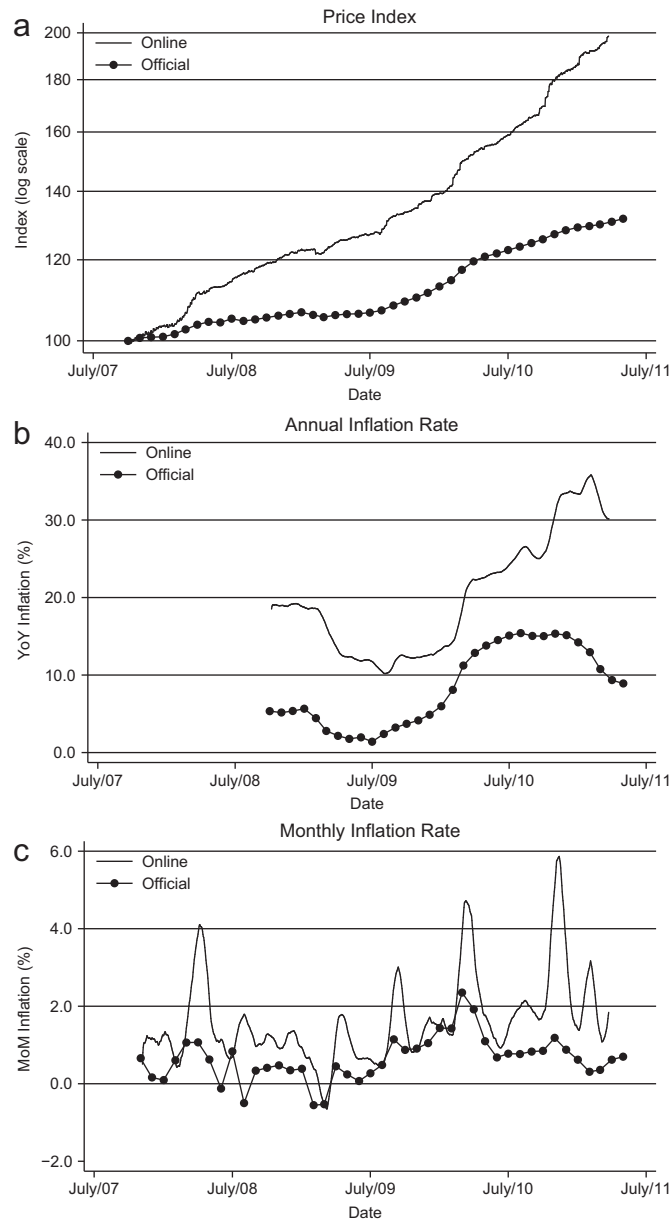 a
Price Index
Online
Official
200
180
160
140
120
100
Index (log scale)
July/07 July/08 July/09 July/10 July/11
Date
b
Annual Inflation Rate
Online
Official
40.0
30.0
20.0
10.0
0.0
YoY Inflation (%)
July/07 July/08 July/09 July/10 July/11
Date
c
Monthly Inflation Rate
Online
Official
6.0
4.0
2.0
0.0
−2.0
MoM Inflation (%)
July/07 July/08 July/09 July/10 July/11
Date